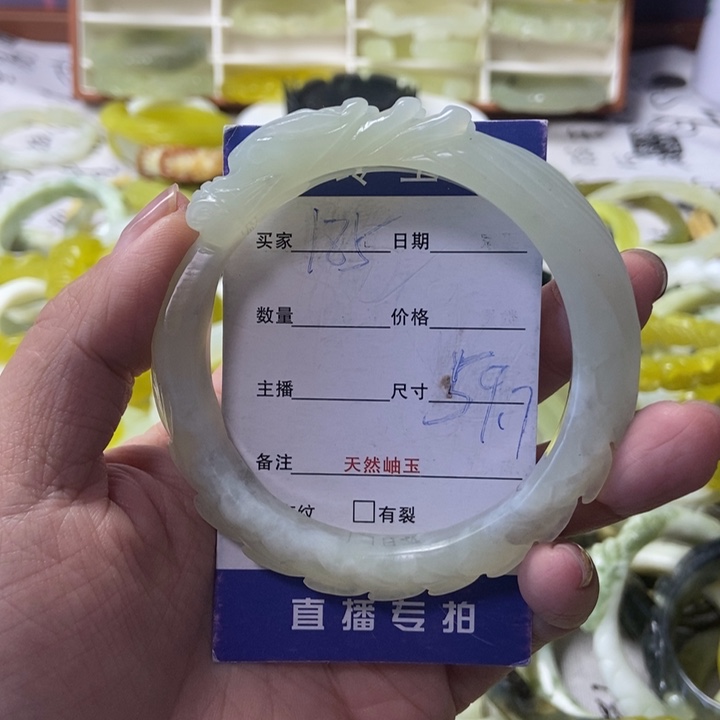 买家 185 日期
数量 价格
主播 尺寸 59.7
备注 天然岫玉
纹 □有裂
直播专拍